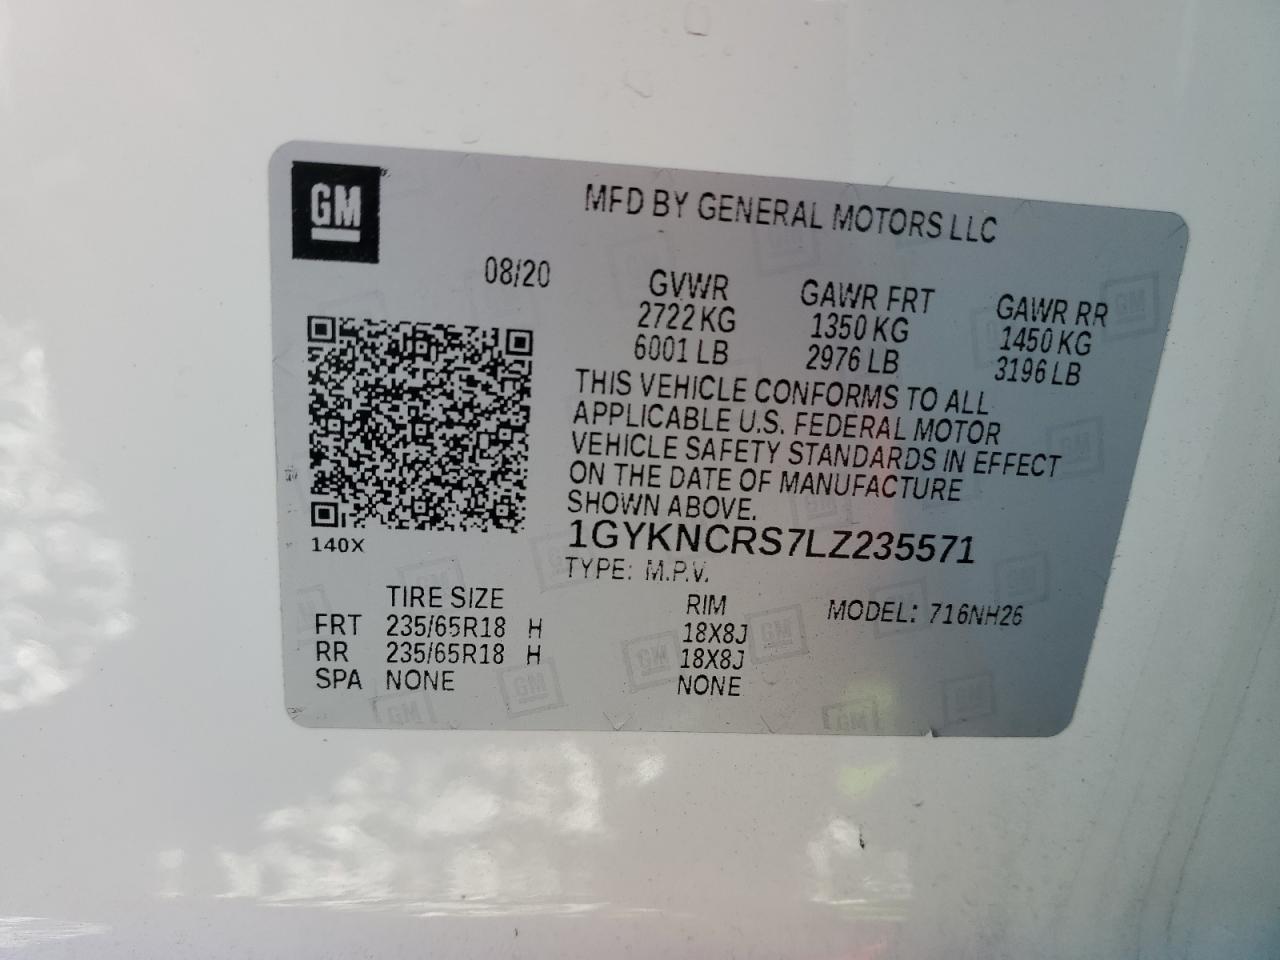 GM
MFD BY GENERAL MOTORS LLC
08/20
GVWR GAWR FRT GAWR RR
2722 KG 1350 KG 1450 KG
6001 LB 2976 LB 3196 LB
THIS VEHICLE CONFORMS TO ALL
APPLICABLE U.S. FEDERAL MOTOR
VEHICLE SAFETY STANDARDS IN EFFECT
ON THE DATE OF MANUFACTURE
SHOWN ABOVE.
1GYKNCRS7LZ235571
140X
TYPE: M.P.V.
TIRE SIZE RIM MODEL: 716NH26
FRT 235/65R18 H 18X8J
RR 235/65R18 H 18X8J
SPA NONE NONE